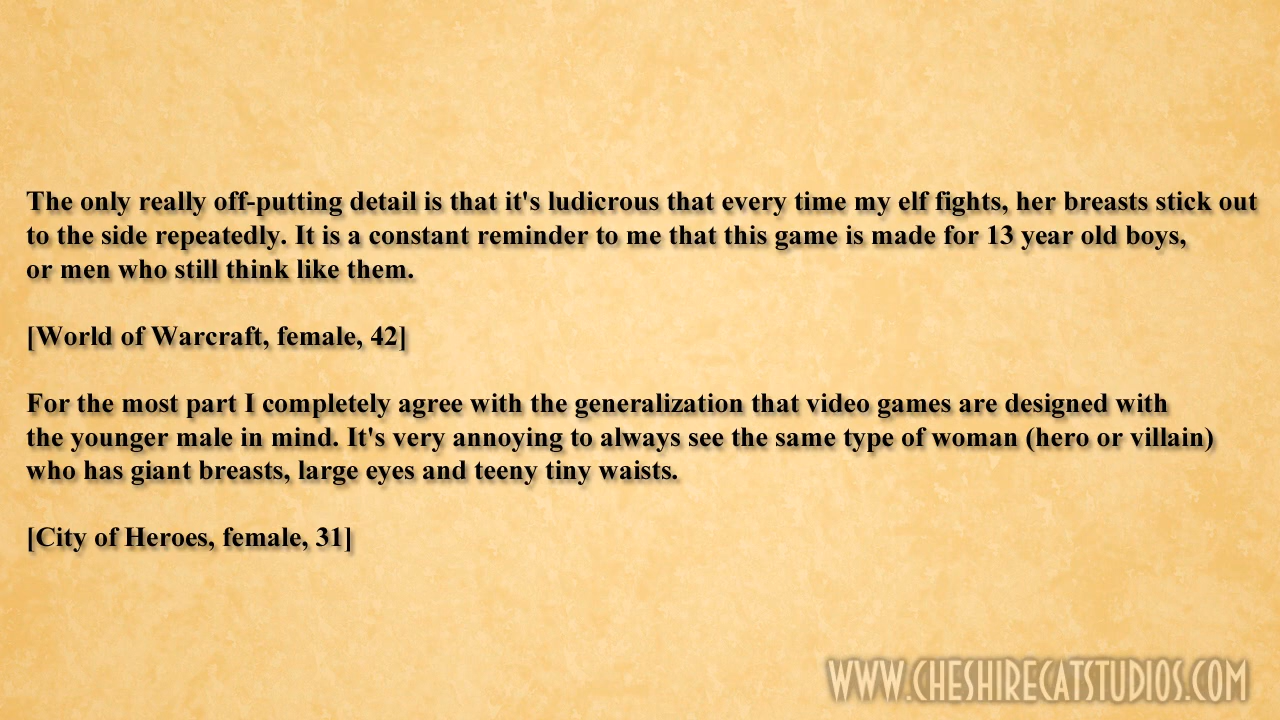 The only really off-putting detail is that it's ludicrous that every time my elf fights, her breasts stick out
to the side repeatedly. It is a constant reminder to me that this game is made for 13 year old boys,
or men who still think like them.
[World of Warcraft, female, 42]
For the most part I completely agree with the generalization that video games are designed with
the younger male in mind. It's very annoying to always see the same type of woman (hero or villain)
who has giant breasts, large eyes and teeny tiny waists.
[City of Heroes, female, 31]
WWW.CHESHIRECATSTUDIOS.COM